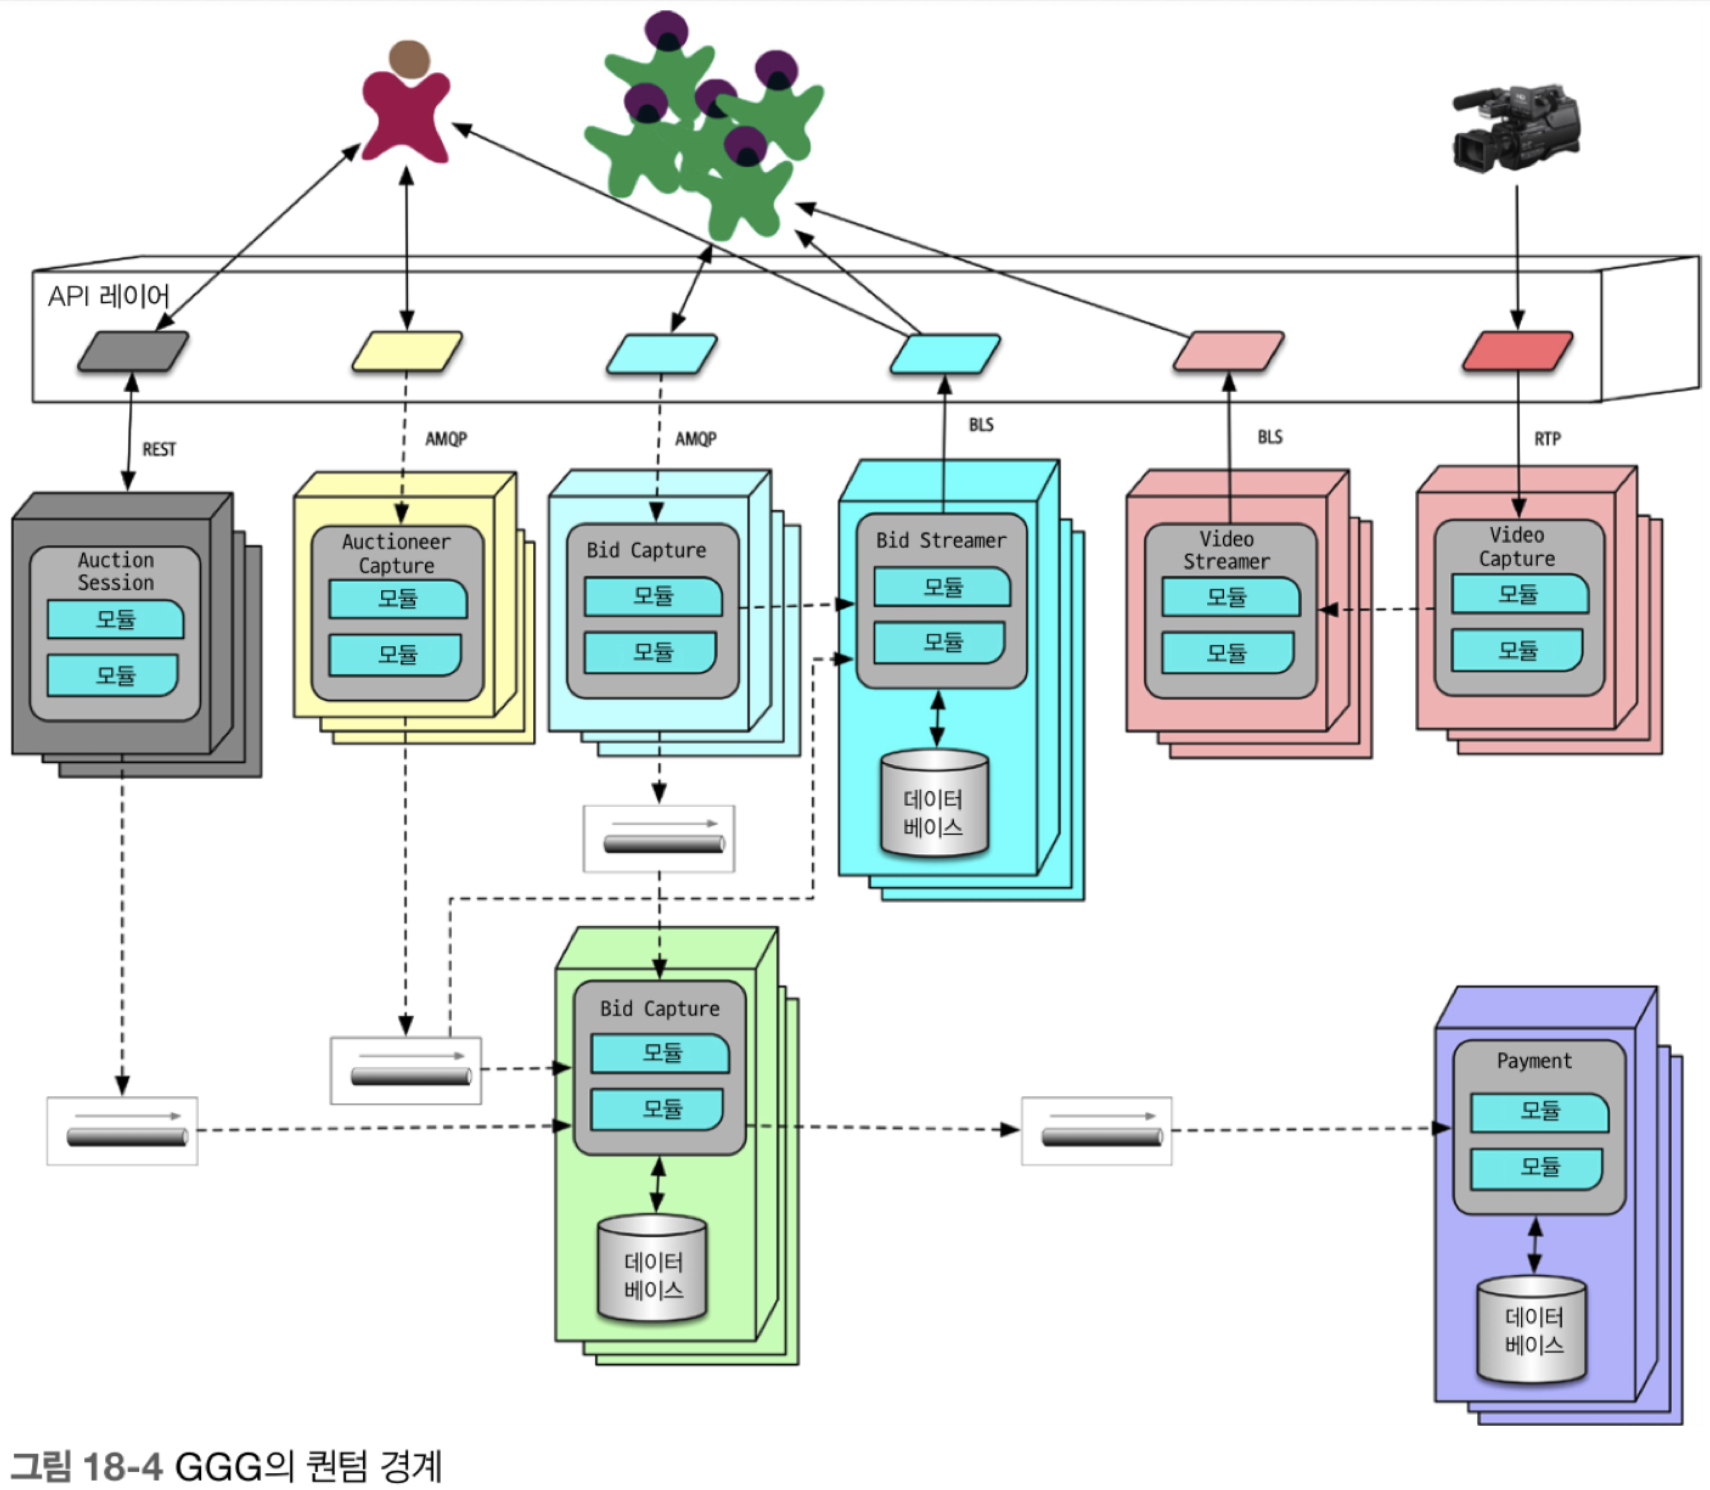 API 레이어
REST
AMQP
AMQP
BLS
BLS
RTP
Auction
Session
모듈
모듈
Auctioneer
Capture
모듈
모듈
Bid Capture
모듈
모듈
Bid Streamer
모듈
모듈
데이터
베이스
Video
Streamer
모듈
모듈
Video
Capture
모듈
모듈
Bid Capture
모듈
모듈
데이터
베이스
Payment
모듈
모듈
데이터
베이스
그림 18-4 GGG의 퀀텀 경계